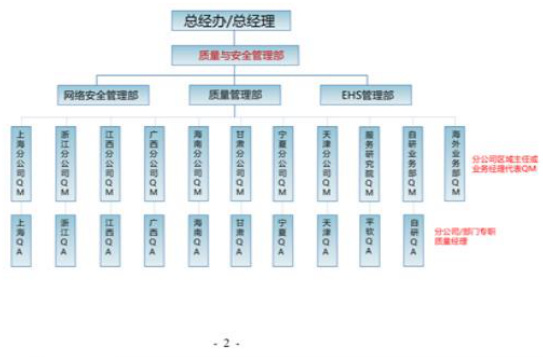 总经办/总经理
质量与安全管理部
网络安全管理部
质量管理部
EHS管理部
上海分公司QM
浙江分公司QM
江西分公司QM
广西分公司QM
海南分公司QM
甘肃分公司QM
宁夏分公司QM
天津分公司QM
服务研究院QM
自研业务部QM
海外业务部QM
分公司区域主任或
业务经理代表QM
上海QA
浙江QA
江西QA
广西QA
海南QA
甘肃QA
宁夏QA
天津QA
平软QA
自研QA
分公司/部门专职
质量经理
- 2 -